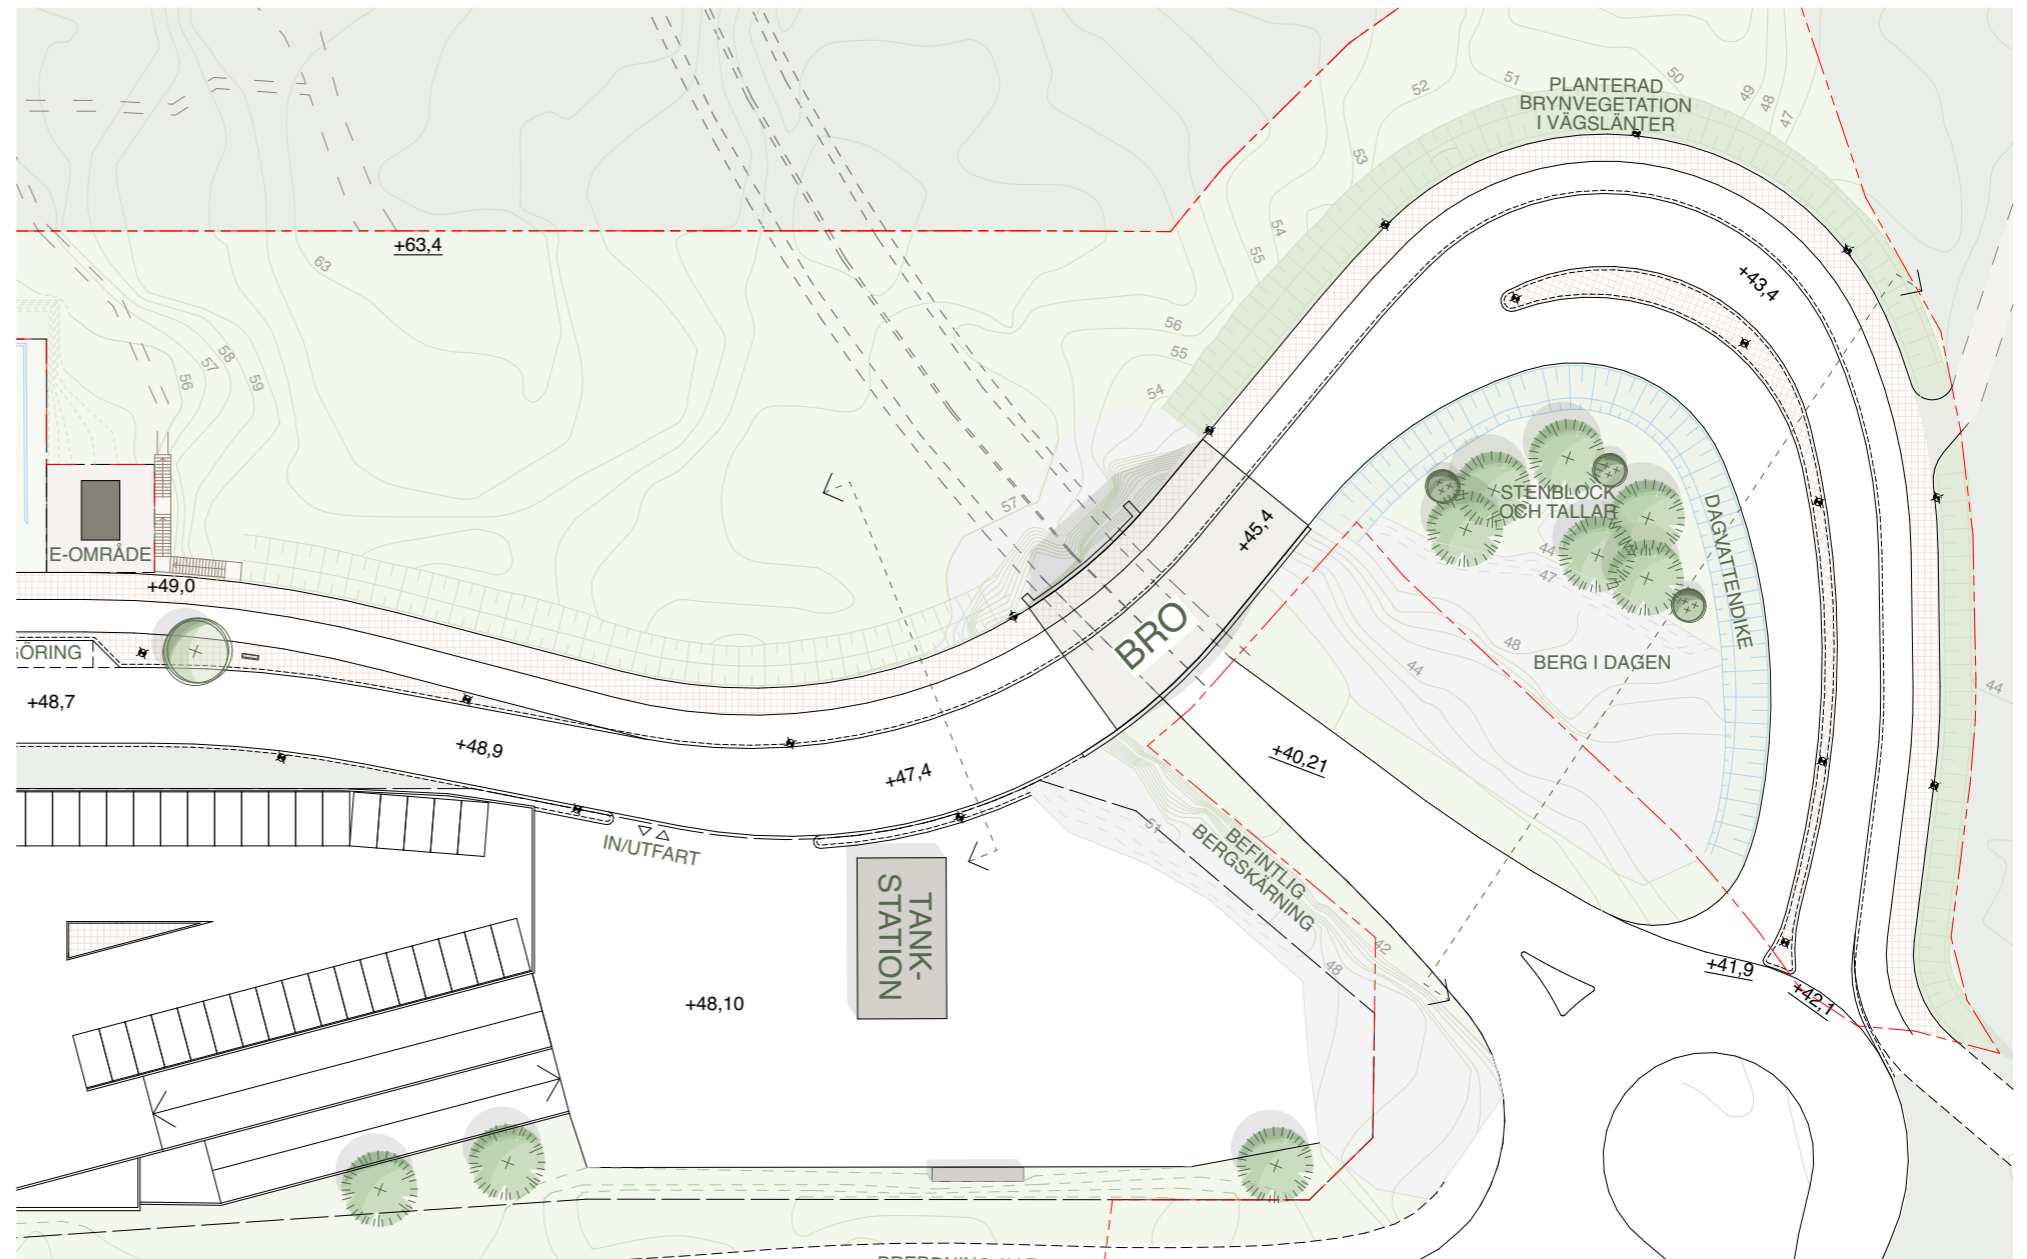 PLANTERAD
BRYNVEGETATION
I VÄGSLÄNTER
50
51
52
49
48
47
53
54
55
+63,4
63
+43,4
56
55
54
58
57
56
59
57
STENBLOCK
OCH TALLAR
DAGVATTENDIKE
+45,4
E-OMRÅDE
+49,0
44
47
BRO
48
BERG I DAGEN
44
44
GÖRING
+48,7
+48,9
+47,4
+40,21
IN/UTFART
51
BEFINTLIG
BERGSKÄRNING
TANK-
STATION
42
48
+41,9
+42,1
+48,10